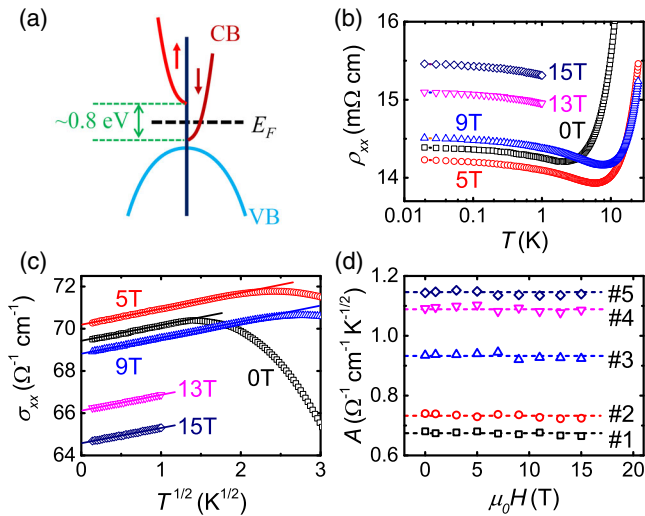 (a)
CB
~0.8 eV
E_F
VB
(b)
ρ_xx (mΩ cm)
16
15
14
15T
13T
9T
0T
5T
0.01
0.1
1
10
T (K)
(c)
σ_xx (Ω⁻¹ cm⁻¹)
72
70
68
66
64
5T
9T
0T
13T
15T
0
1
2
3
T^1/2 (K^1/2)
(d)
A (Ω⁻¹ cm⁻¹ K^-1/2)
1.2
1.0
0.8
0.6
#5
#4
#3
#2
#1
0
5
10
15
20
μ₀H (T)